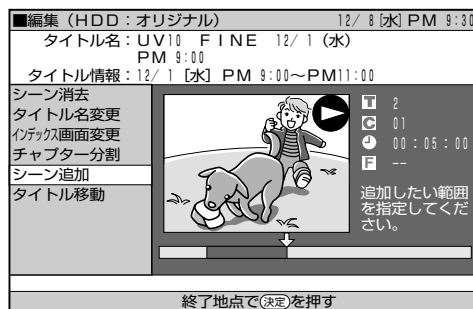 ■編集(HDD:オリジナル) 12/ 8[水]PM 9:30
タイトル名:UV10 FINE 12/ 1(水)
PM 9:00
タイトル情報:12/ 1 [水] PM 9:00〜PM11:00
シーン消去
タイトル名変更
インデックス画面変更
チャプター分割
シーン追加
タイトル移動
T 2
C 01
00:05:00
F --
追加したい範囲
を指定してくだ
さい。
終了地点で決定を押す